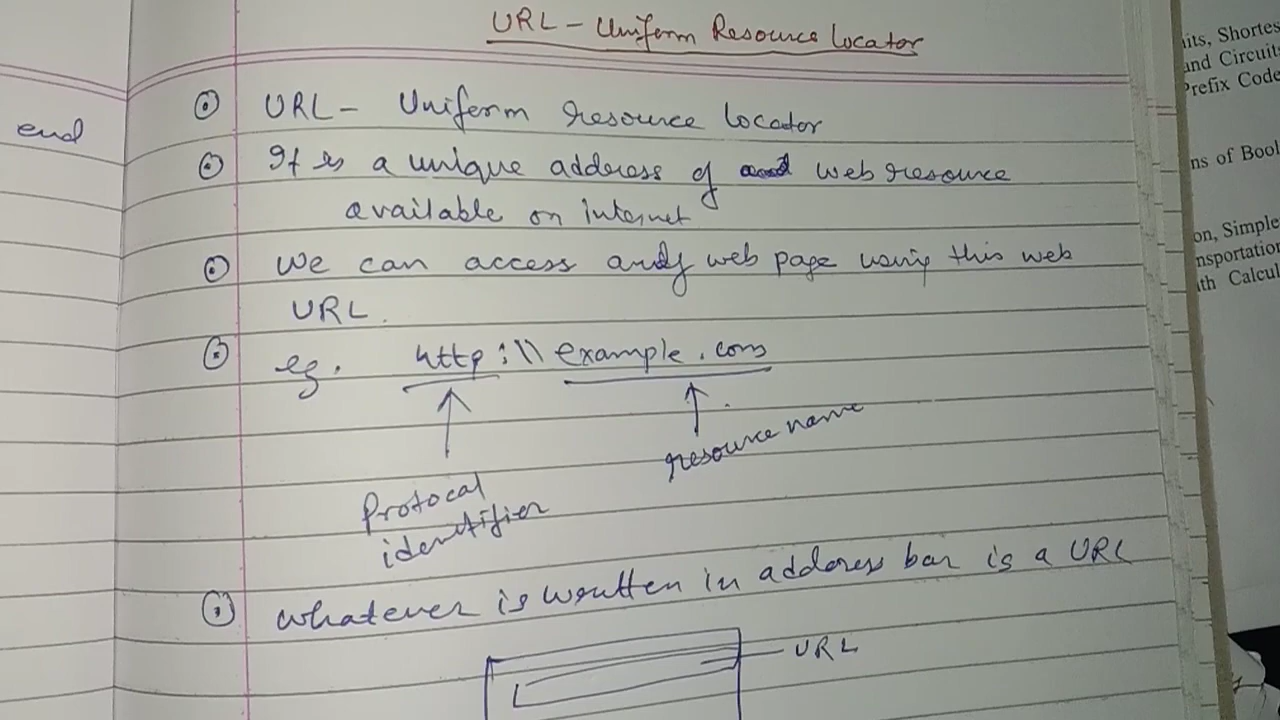 URL - Uniform Resource Locator
URL - Uniform resource locator
It is a unique address of web resource
available on internet
We can access any web page using this web
URL.
eg. http:\\ example.com
Protocal
identifier
resource name
Whatever is written in address bar is a URL
URL
end
its, Shortes
and Circuit
Prefix Code
ns of Bool
on, Simple
nsportation
ith Calcul